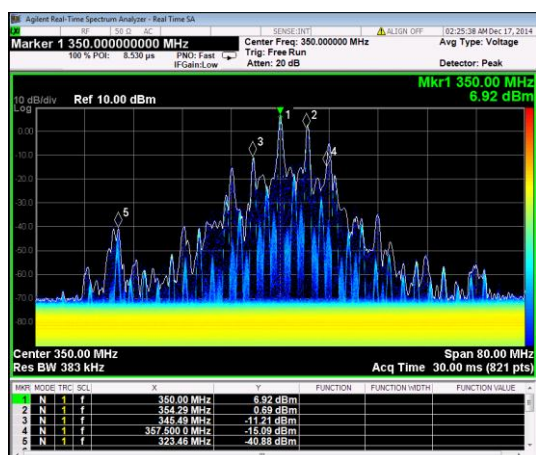 Agilent Real-Time Spectrum Analyzer - Real Time SA
RF 50 Ω AC SENSE:INT ALIGN OFF 02:25:38 AM Dec 17, 2014
Marker 1 350.000000000 MHz
100 % POI: 8.530 µs
PNO: Fast
IFGain:Low
Center Freq: 350.000000 MHz
Trig: Free Run
Atten: 20 dB
Avg Type: Voltage
Detector: Peak
Mkr1 350.00 MHz
6.92 dBm
10 dB/div Ref 10.00 dBm
Log
0.00
-10.0
-20.0
-30.0
-40.0
-50.0
-60.0
-70.0
-80.0
1
2
3
4
5
Center 350.00 MHz Span 80.00 MHz
Res BW 383 kHz Acq Time 30.00 ms (821 pts)
MKR MODE TRC SCL X Y FUNCTION FUNCTION WIDTH FUNCTION VALUE
1 N 1 f 350.00 MHz 6.92 dBm
2 N 1 f 354.29 MHz 0.69 dBm
3 N 1 f 345.49 MHz -11.21 dBm
4 N 1 f 357.500 0 MHz -15.09 dBm
5 N 1 f 323.46 MHz -40.88 dBm